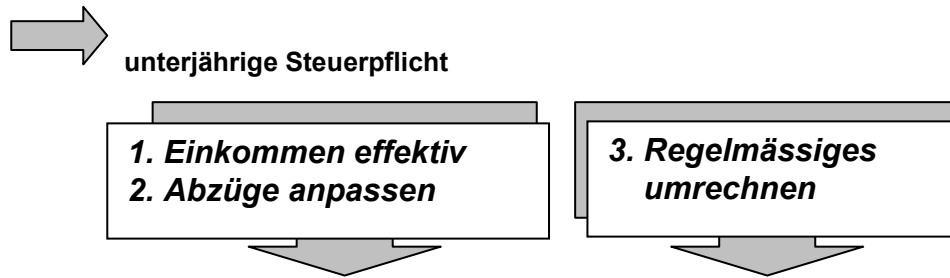 unterjährige Steuerpflicht
1. Einkommen effektiv
2. Abzüge anpassen
3. Regelmässiges
umrechnen